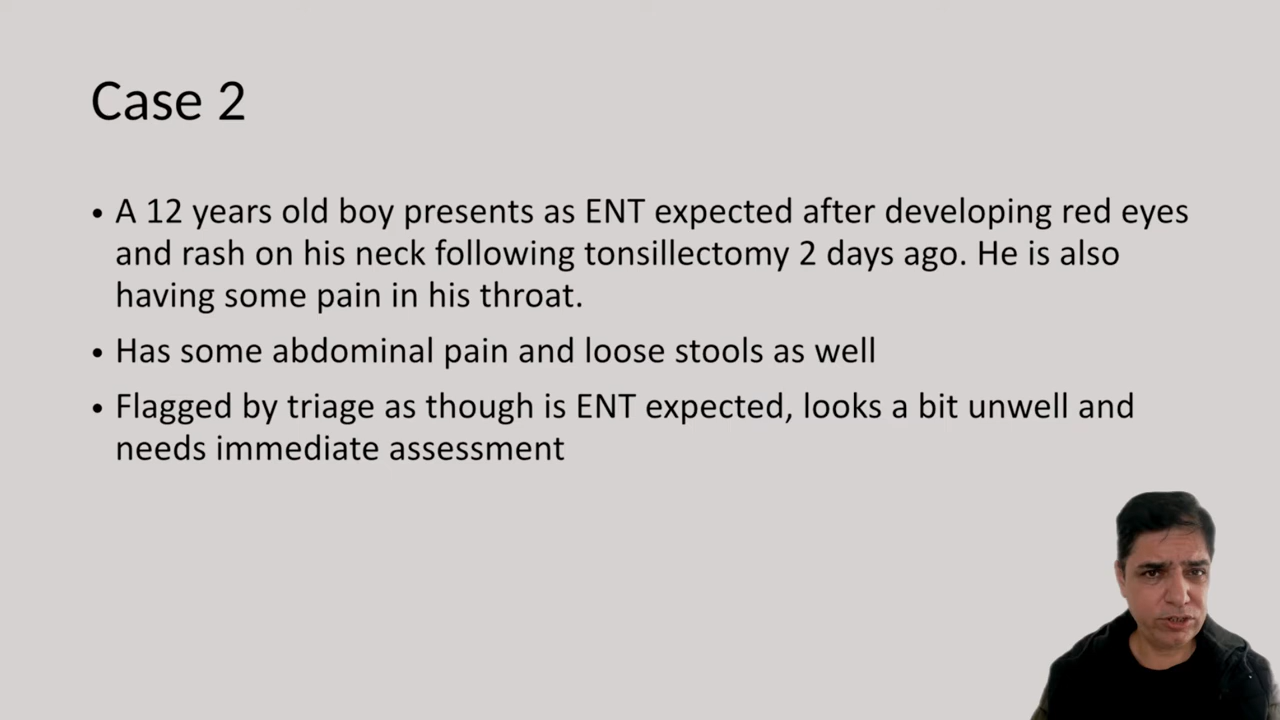 Case 2
• A 12 years old boy presents as ENT expected after developing red eyes
and rash on his neck following tonsillectomy 2 days ago. He is also
having some pain in his throat.
• Has some abdominal pain and loose stools as well
• Flagged by triage as though is ENT expected, looks a bit unwell and
needs immediate assessment